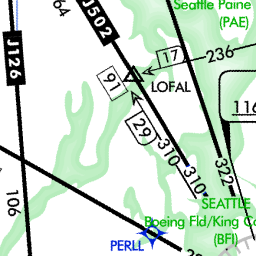 Seattle Paine
(PAE)
J502
64
J126
17
236
91
LOFAL
116
29
310
310
322
106
SEATTLE
Boeing Fld/King Co
(BFI)
PERLL